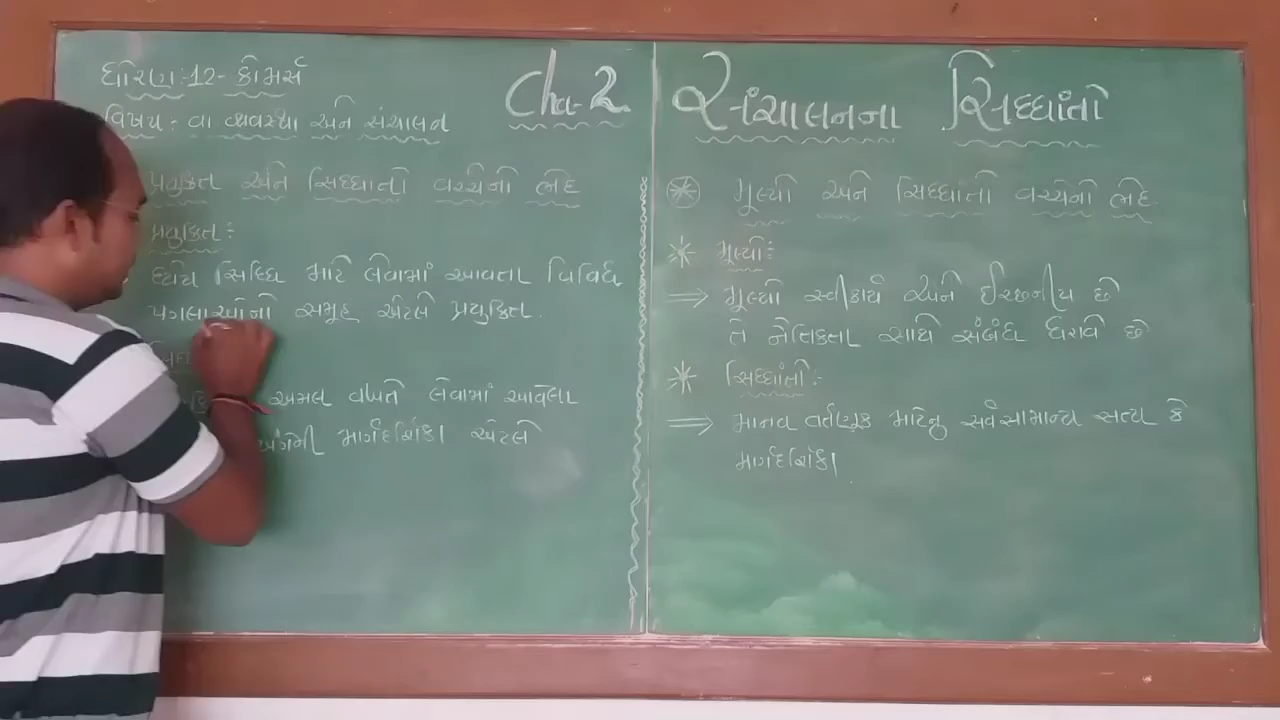 ધોરણ:12- કોમર્સ
વિષય:- વા વ્યવસ્થા અને સંચાલન
Cha-2
પ્રયુકિત અને સિધ્ધાંતો વચ્ચેનો ભેદ
પ્રયુકિત:
ધ્યેય સિધ્ધિ માટે લેવામાં આવતા વિવિધ
પગલાઓનો સમૂહ એટલે પ્રયુકિત.
અમલ વખતે લેવામાં આવેલા
અંગેની માર્ગદર્શિકા એટલે
સંચાલનના સિધ્ધાંતો
મૂલ્યો અને સિધ્ધાંતો વચ્ચેનો ભેદ
મૂલ્યો:
⇒ મૂલ્યો સ્વીકાર્ય અને ઈચ્છનીય છે
તે નૈતિકતા સાથે સંબંધ ધરાવે છે
સિધ્ધાંતો:-
⇒ માનવ વર્તણૂક માટેનુ સર્વસામાન્ય સત્ય કે
માર્ગદર્શિકા.